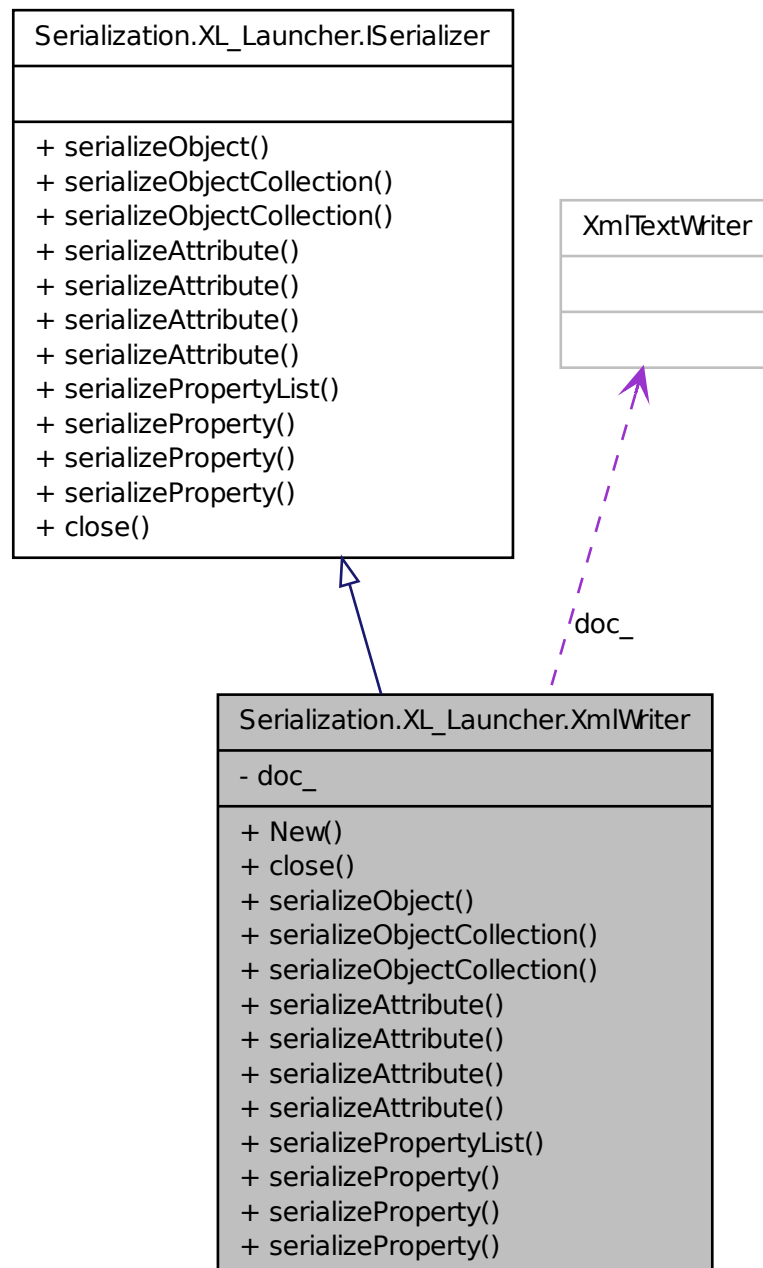 Serialization.XL_Launcher.ISerializer
+ serializeObject()
+ serializeObjectCollection()
+ serializeObjectCollection()
+ serializeAttribute()
+ serializeAttribute()
+ serializeAttribute()
+ serializeAttribute()
+ serializePropertyList()
+ serializeProperty()
+ serializeProperty()
+ serializeProperty()
+ close()
XmlTextWriter
doc_
Serialization.XL_Launcher.XmlWriter
- doc_
+ New()
+ close()
+ serializeObject()
+ serializeObjectCollection()
+ serializeObjectCollection()
+ serializeAttribute()
+ serializeAttribute()
+ serializeAttribute()
+ serializeAttribute()
+ serializePropertyList()
+ serializeProperty()
+ serializeProperty()
+ serializeProperty()